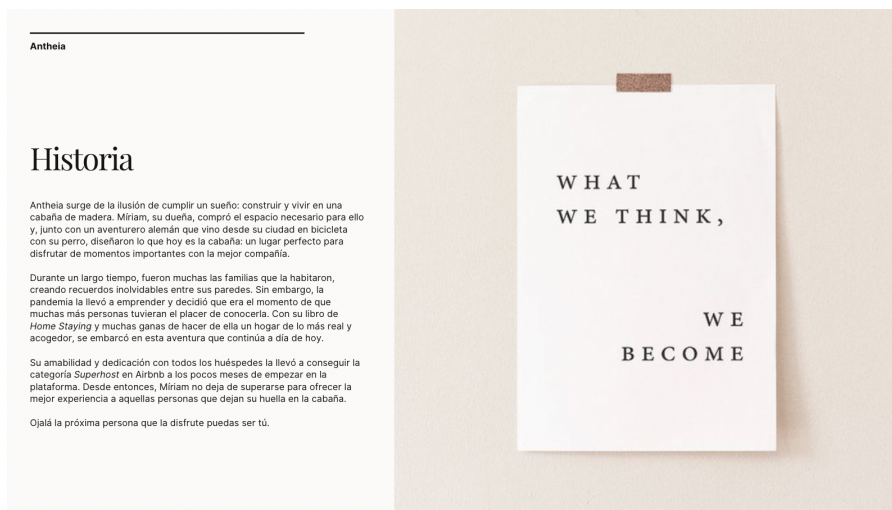 Antheia
Historia
Antheia surge de la ilusión de cumplir un sueño: construir y vivir en una
cabaña de madera. Míriam, su dueña, compró el espacio necesario para ello
y, junto con un aventurero alemán que vino desde su ciudad en bicicleta
con su perro, diseñaron lo que hoy es la cabaña: un lugar perfecto para
disfrutar de momentos importantes con la mejor compañía.
Durante un largo tiempo, fueron muchas las familias que la habitaron,
creando recuerdos inolvidables entre sus paredes. Sin embargo, la
pandemia la llevó a emprender y decidió que era el momento de que
muchas más personas tuvieran el placer de conocerla. Con su libro de
Home Staying y muchas ganas de hacer de ella un hogar de lo más real y
acogedor, se embarcó en esta aventura que continúa a día de hoy.
Su amabilidad y dedicación con todos los huéspedes la llevó a conseguir la
categoría Superhost en Airbnb a los pocos meses de empezar en la
plataforma. Desde entonces, Míriam no deja de superarse para ofrecer la
mejor experiencia a aquellas personas que dejan su huella en la cabaña.
Ojalá la próxima persona que la disfrute puedas ser tú.
WHAT
WE THINK,
WE
BECOME